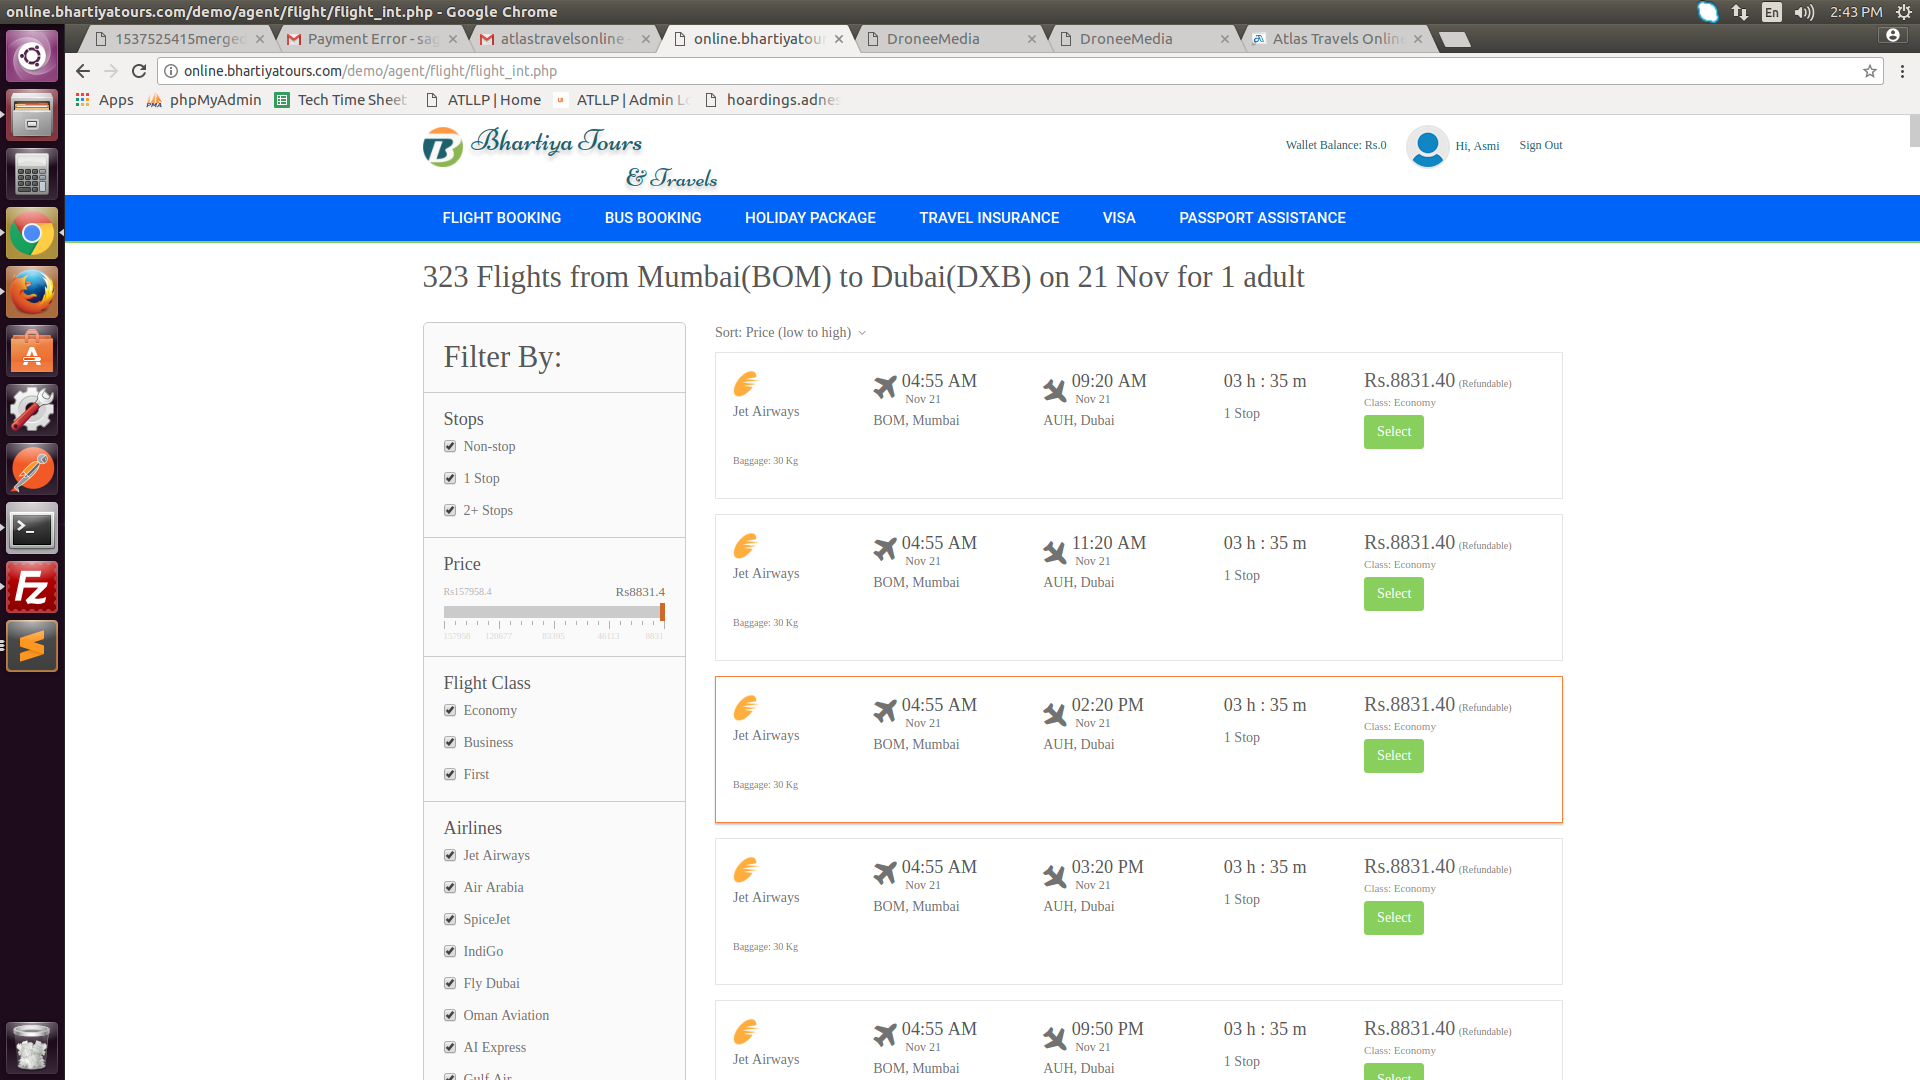 online.bhartiyatours.com/demo/agent/flight/flight_int.php - Google Chrome
En
2:43 PM
1537525415merged
Payment Error - sag
atlastravelsonline -
online.bhartiyatour
DroneeMedia
DroneeMedia
Atlas Travels Online
online.bhartiyatours.com/demo/agent/flight/flight_int.php
Apps
phpMyAdmin
Tech Time Sheet
ATLLP | Home
ATLLP | Admin Lo
hoardings.adnes
Bhartiya Tours
& Travels
Wallet Balance: Rs.0
Hi, Asmi
Sign Out
FLIGHT BOOKING
BUS BOOKING
HOLIDAY PACKAGE
TRAVEL INSURANCE
VISA
PASSPORT ASSISTANCE
323 Flights from Mumbai(BOM) to Dubai(DXB) on 21 Nov for 1 adult
Filter By:
Stops
Non-stop
1 Stop
2+ Stops
Price
Rs157958.4
Rs8831.4
157958 120677 83395 46113 8831
Flight Class
Economy
Business
First
Airlines
Jet Airways
Air Arabia
SpiceJet
IndiGo
Fly Dubai
Oman Aviation
AI Express
Gulf Air
Sort: Price (low to high)
04:55 AM 09:20 AM 03 h : 35 m Rs.8831.40 (Refundable)
Nov 21 Nov 21 Class: Economy
Jet Airways BOM, Mumbai AUH, Dubai 1 Stop
Select
Baggage: 30 Kg
04:55 AM 11:20 AM 03 h : 35 m Rs.8831.40 (Refundable)
Nov 21 Nov 21 Class: Economy
Jet Airways BOM, Mumbai AUH, Dubai 1 Stop
Select
Baggage: 30 Kg
04:55 AM 02:20 PM 03 h : 35 m Rs.8831.40 (Refundable)
Nov 21 Nov 21 Class: Economy
Jet Airways BOM, Mumbai AUH, Dubai 1 Stop
Select
Baggage: 30 Kg
04:55 AM 03:20 PM 03 h : 35 m Rs.8831.40 (Refundable)
Nov 21 Nov 21 Class: Economy
Jet Airways BOM, Mumbai AUH, Dubai 1 Stop
Select
Baggage: 30 Kg
04:55 AM 09:50 PM 03 h : 35 m Rs.8831.40 (Refundable)
Nov 21 Nov 21 Class: Economy
Jet Airways BOM, Mumbai AUH, Dubai 1 Stop
Select